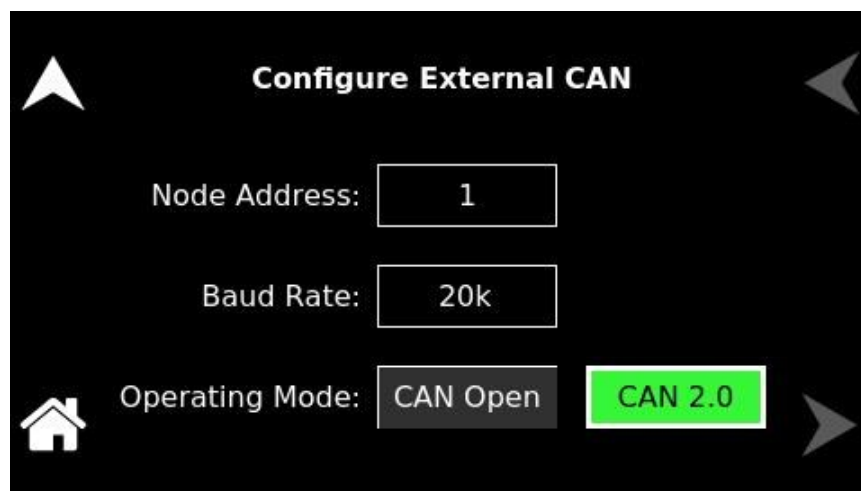 Configure External CAN
Node Address: 1
Baud Rate: 20k
Operating Mode: CAN Open CAN 2.0